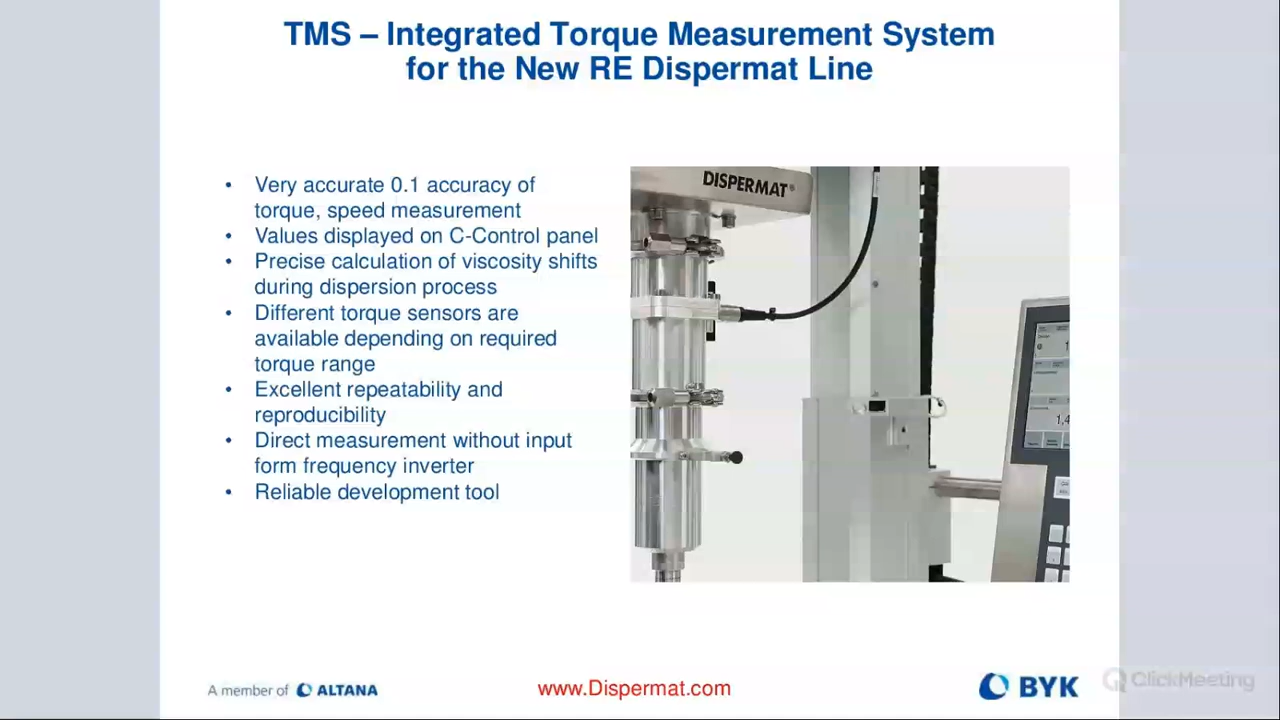 TMS – Integrated Torque Measurement System
for the New RE Dispermat Line
• Very accurate 0.1 accuracy of
torque, speed measurement
• Values displayed on C-Control panel
• Precise calculation of viscosity shifts
during dispersion process
• Different torque sensors are
available depending on required
torque range
• Excellent repeatability and
reproducibility
• Direct measurement without input
form frequency inverter
• Reliable development tool
DISPERMAT®
1,4
A member of ALTANA
www.Dispermat.com
BYK
ClickMeeting